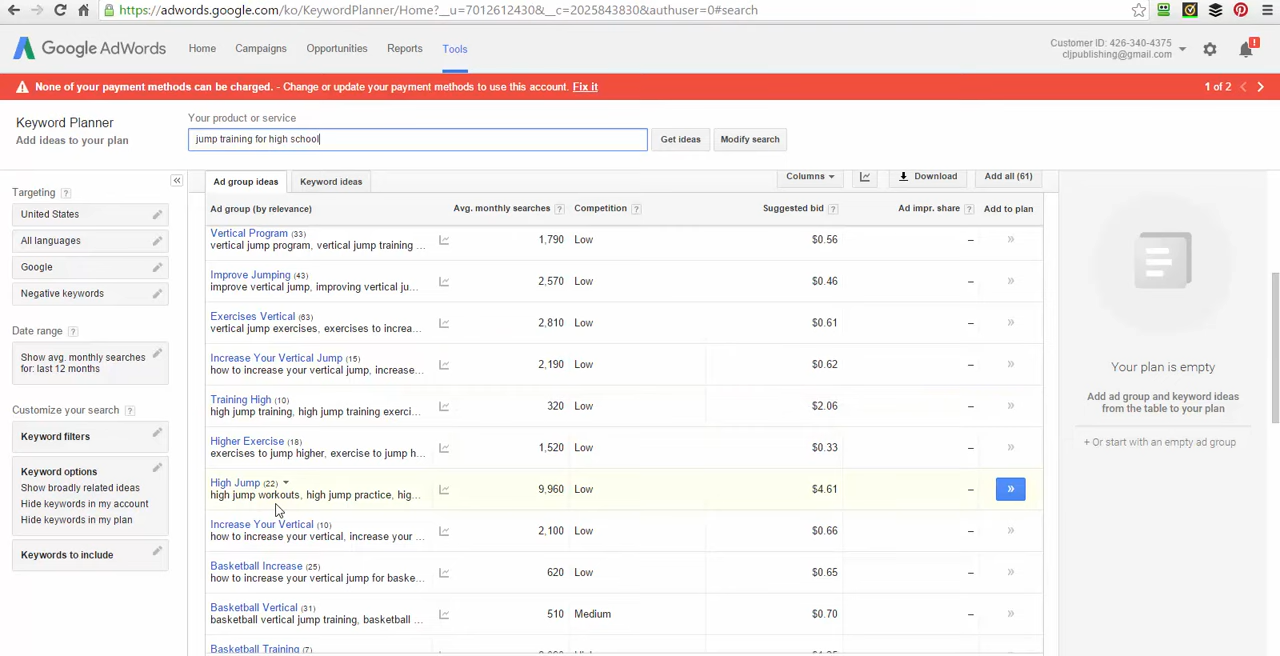 https://adwords.google.com/ko/KeywordPlanner/Home?__u=7012612430&__c=2025843830&authuser=0#search
Google AdWords
Home
Campaigns
Opportunities
Reports
Tools
Customer ID: 426-340-4375
cljpublishing@gmail.com
!
None of your payment methods can be charged. - Change or update your payment methods to use this account. Fix it
1 of 2
Keyword Planner
Add ideas to your plan
Your product or service
jump training for high school
Get ideas
Modify search
Targeting ?
United States
All languages
Google
Negative keywords
Date range ?
Show avg. monthly searches
for: last 12 months
Customize your search ?
Keyword filters
Keyword options
Show broadly related ideas
Hide keywords in my account
Hide keywords in my plan
Keywords to include
Ad group ideas
Keyword ideas
Columns
Download
Add all (61)
Ad group (by relevance) Avg. monthly searches ? Competition ? Suggested bid ? Ad impr. share ? Add to plan
Vertical Program (33)
vertical jump program, vertical jump training ... 1,790 Low $0.56 – »
Improve Jumping (43)
improve vertical jump, improving vertical ju... 2,570 Low $0.46 – »
Exercises Vertical (63)
vertical jump exercises, exercises to increa... 2,810 Low $0.61 – »
Increase Your Vertical Jump (15)
how to increase your vertical jump, increase... 2,190 Low $0.62 – »
Training High (10)
high jump training, high jump training exerci... 320 Low $2.06 – »
Higher Exercise (18)
exercises to jump higher, exercise to jump h... 1,520 Low $0.33 – »
High Jump (22)
high jump workouts, high jump practice, hig... 9,960 Low $4.61 – »
Increase Your Vertical (10)
how to increase your vertical, increase your ... 2,100 Low $0.66 – »
Basketball Increase (25)
how to increase your vertical jump for baske... 620 Low $0.65 – »
Basketball Vertical (31)
basketball vertical jump training, basketball ... 510 Medium $0.70 – »
Basketball Training (7)
Your plan is empty
Add ad group and keyword ideas
from the table to your plan
+ Or start with an empty ad group